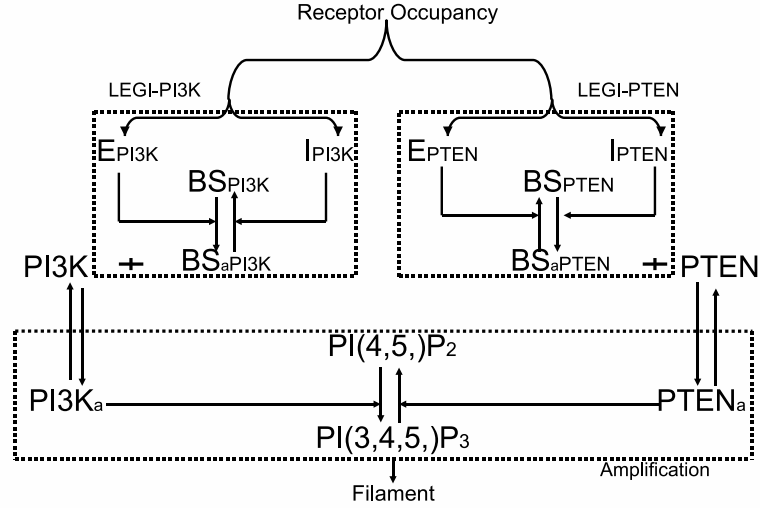 Receptor Occupancy
LEGI-PI3K
LEGI-PTEN
EPI3K
IPI3K
EPTEN
IPTEN
BSPI3K
BSPTEN
PI3K + BSaPI3K
BSaPTEN + PTEN
PI(4,5,)P2
PI3Ka
PTENa
PI(3,4,5,)P3
Amplification
Filament